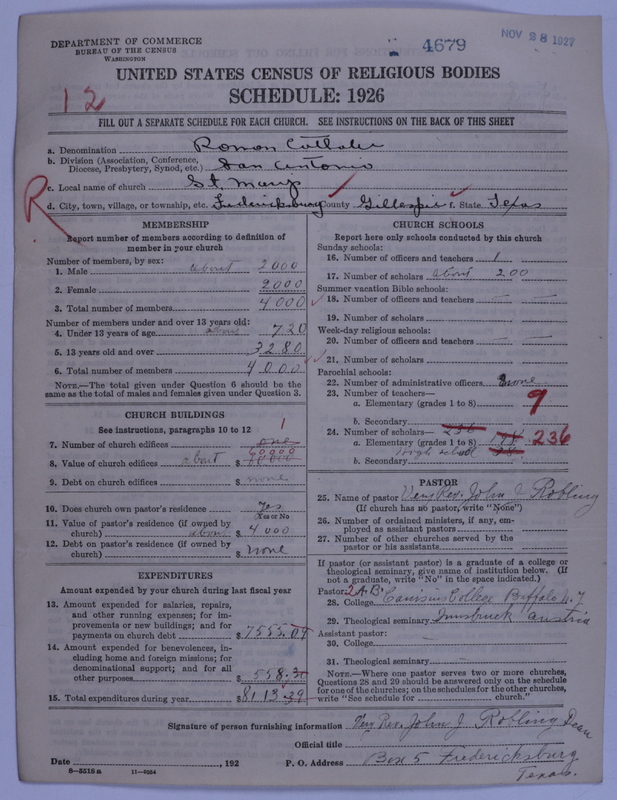 DEPARTMENT OF COMMERCE
BUREAU OF THE CENSUS
WASHINGTON
4679
NOV 28 1927
UNITED STATES CENSUS OF RELIGIOUS BODIES
SCHEDULE: 1926
12
FILL OUT A SEPARATE SCHEDULE FOR EACH CHURCH. SEE INSTRUCTIONS ON THE BACK OF THIS SHEET
a. Denomination Roman Catholic
b. Division (Association, Conference, Diocese, Presbytery, Synod, etc.) San Antonio
c. Local name of church St. Marys
R
d. City, town, village, or township, etc. Fredericksburg County Gillespie f. State Texas
MEMBERSHIP
Report number of members according to definition of member in your church
Number of members, by sex:
1. Male about 2000
2. Female 2000
3. Total number of members 4000
Number of members under and over 13 years old:
4. Under 13 years of age about 720
5. 13 years old and over 3280
6. Total number of members 4000
NOTE.—The total given under Question 6 should be the same as the total of males and females given under Question 3.
CHURCH BUILDINGS
See instructions, paragraphs 10 to 12
7. Number of church edifices one 1
8. Value of church edifices about $ 60000
9. Debt on church edifices $ none
10. Does church own pastor's residence Yes
Yes or No
11. Value of pastor's residence (if owned by church) about $ 4000
12. Debt on pastor's residence (if owned by church) $ none
EXPENDITURES
Amount expended by church during last fiscal year
13. Amount expended for salaries, repairs, and other running expenses; for improvements or new buildings; and for payments on church debt $ 7555.09
14. Amount expended for benevolences, including home and foreign missions; for denominational support; and for all other purposes $ 558.30
15. Total expenditures during year $ 8113.39
CHURCH SCHOOLS
Report here only schools conducted by this church
Sunday schools:
16. Number of officers and teachers 1
17. Number of scholars about 200
Summer vacation Bible schools:
18. Number of officers and teachers — —
19. Number of scholars
Week-day religious schools:
20. Number of officers and teachers — —
21. Number of scholars
Parochial schools:
22. Number of administrative officers none
23. Number of teachers—
a. Elementary (grades 1 to 8) 9
b. Secondary
24. Number of scholars— 236
a. Elementary (grades 1 to 8) 236
high school
b. Secondary
PASTOR
25. Name of pastor Very Rev. John J Robling
(If church has no pastor, write "None")
26. Number of ordained ministers, if any, employed as assistant pastors
27. Number of other churches served by the pastor or his assistants
If pastor (or assistant pastor) is a graduate of a college or theological seminary, give name of institution below. (If not a graduate, write "No" in the space indicated.)
Pastor: 2 A.B.
28. College Canisius College Buffalo N.Y
29. Theological seminary Innsbruck Austria
Assistant pastor:
30. College —
31. Theological seminary
NOTE.—Where one pastor serves two or more churches, Questions 28 and 29 should be answered only on the schedule for one of the churches; on the schedules for the other churches, write "See schedule for church."
Signature of person furnishing information Very Rev. John J. Robling Dean
Official title
Date , 192
P. O. Address Box 5 Fredericksburg
Texas.
8—5518 a 11—9054